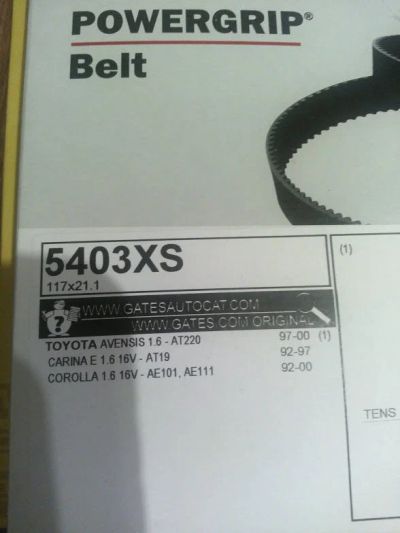 POWERGRIP®
Belt
5403XS
117x21.1
WWW.GATESAUTOCAT.COM
WWW.GATES.COM/ORIGINAL
TOYOTA AVENSIS 1.6 - AT220 97-00 (1)
CARINA E 1.6 16V - AT19 92-97
COROLLA 1.6 16V - AE101, AE111 92-00
(1)
TENS